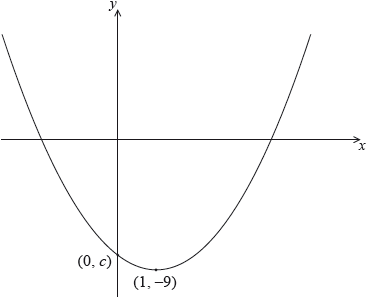 y
x
(0, c)
(1, –9)